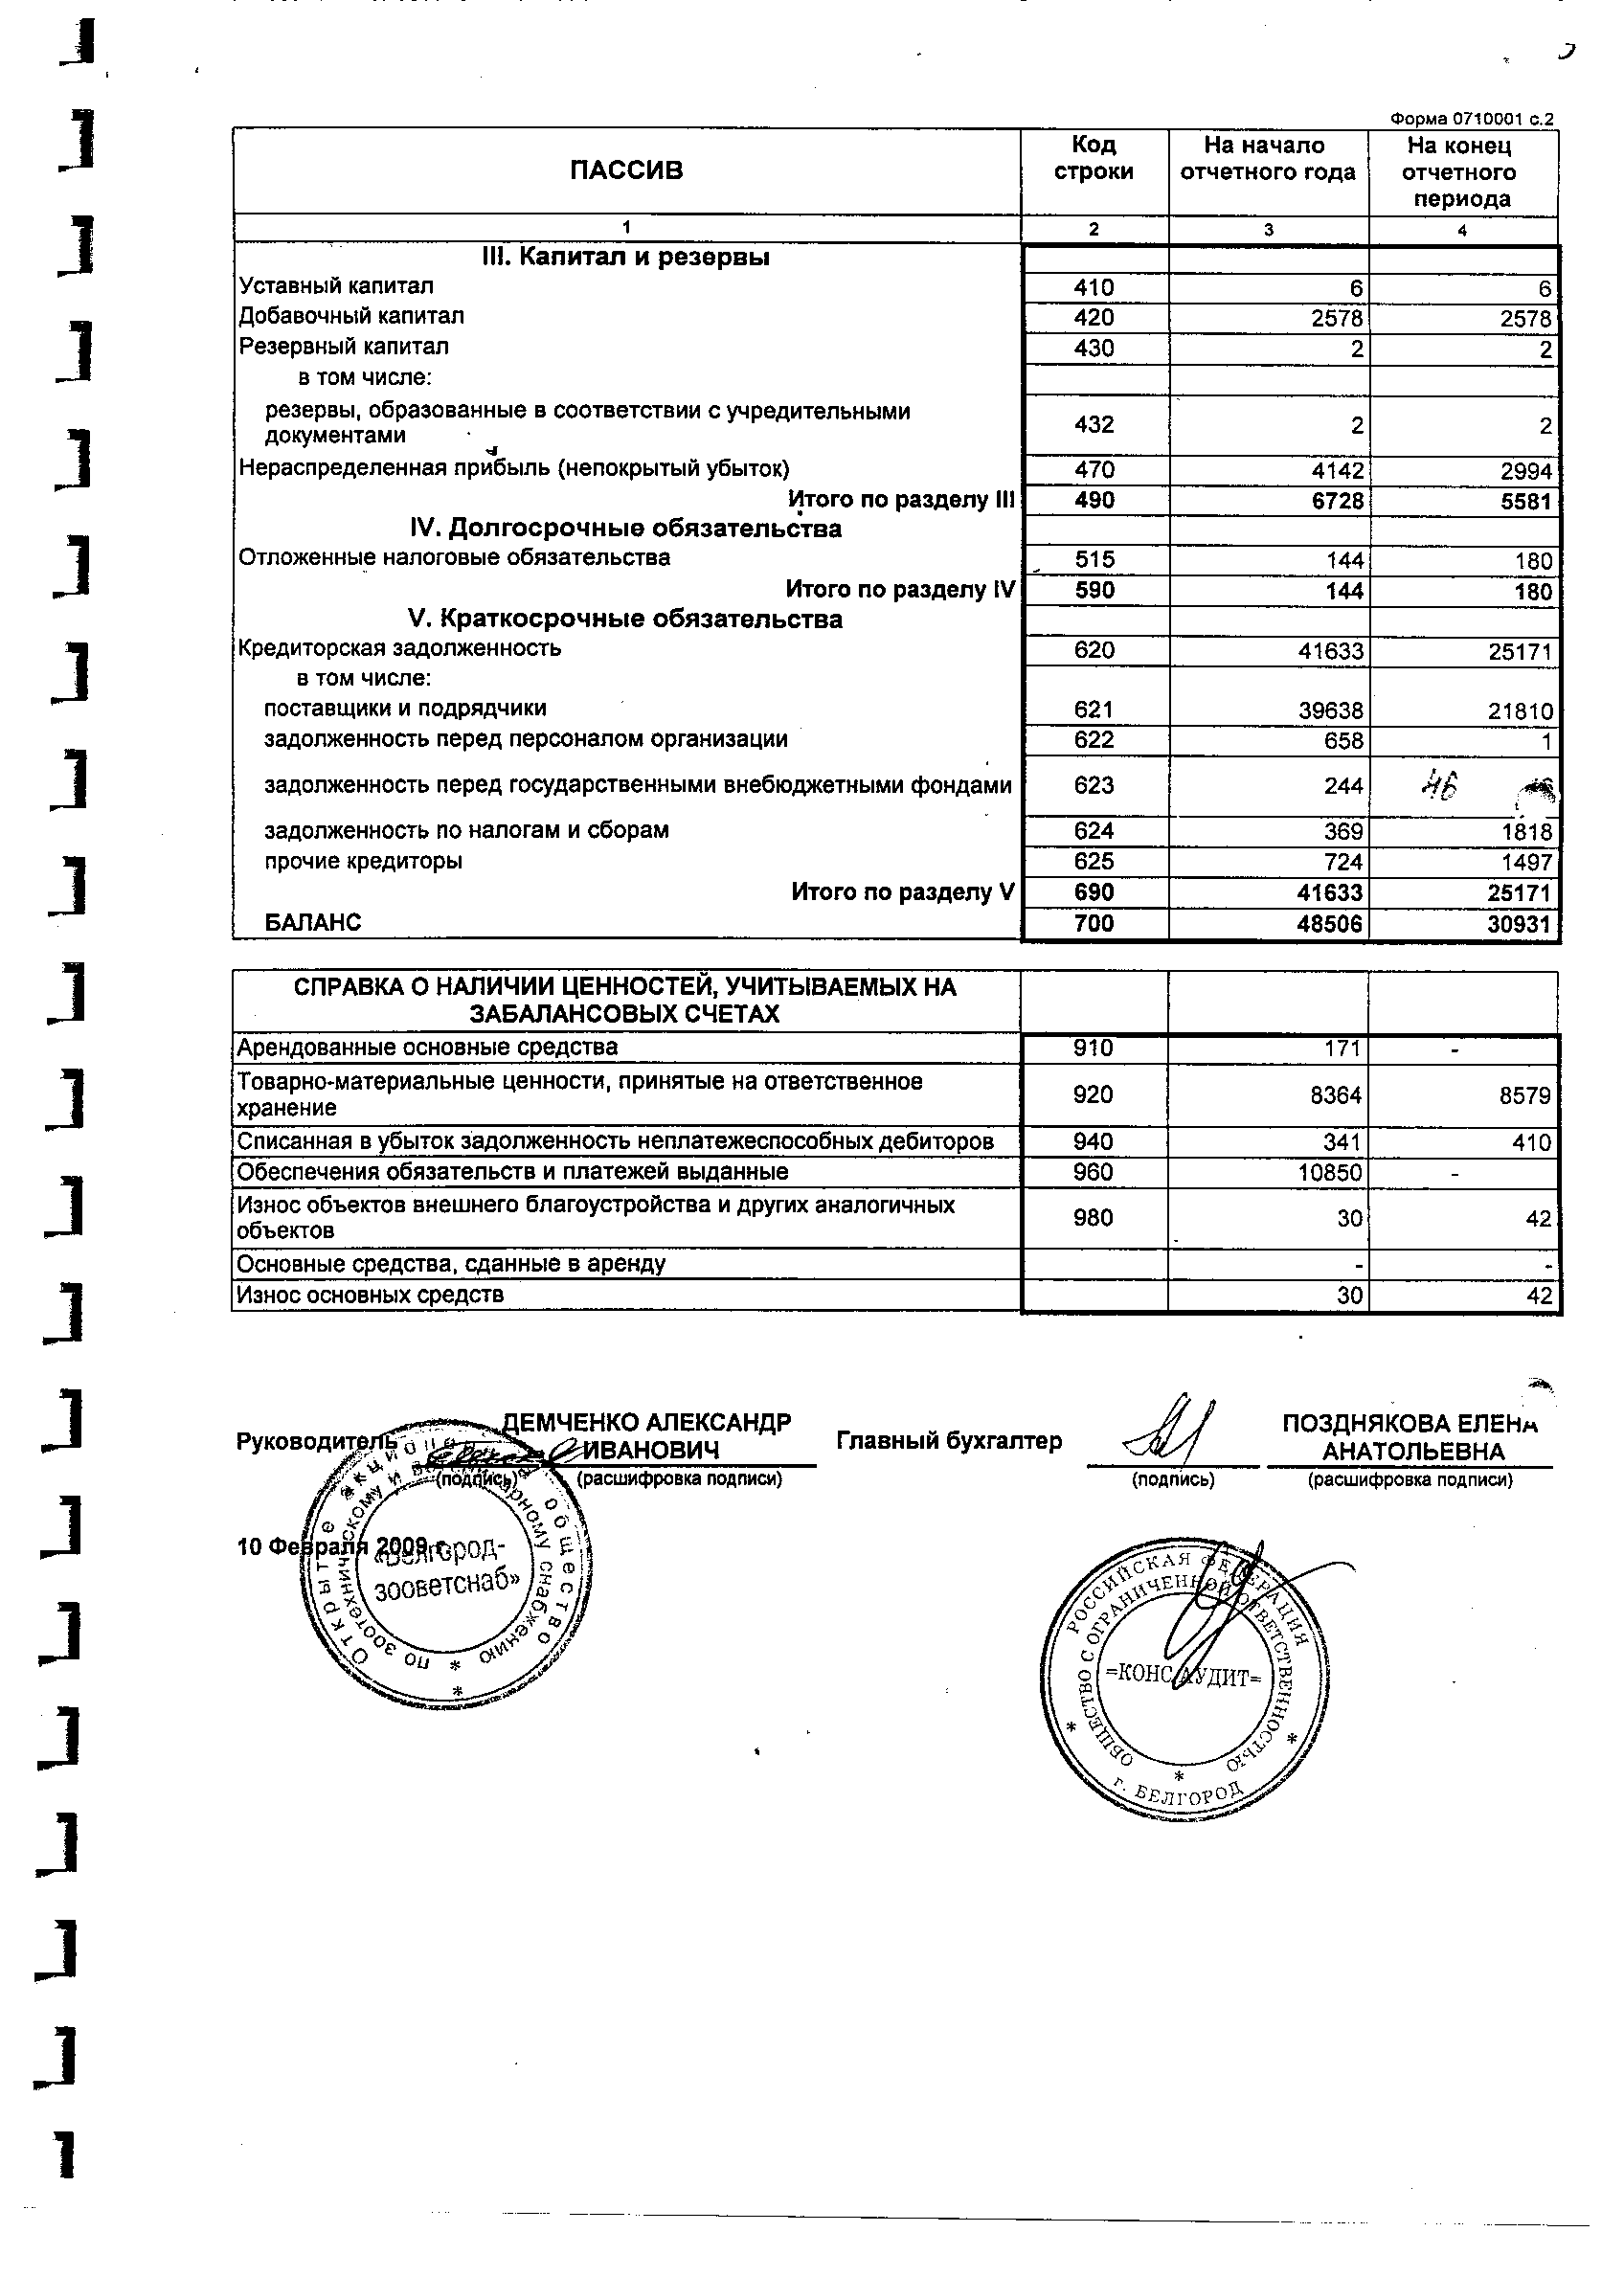 Форма 0710001 с.2
ПАССИВ
Код строки
На начало отчетного года
На конец отчетного периода
1 2 3 4
III. Капитал и резервы
Уставный капитал 410 6 6
Добавочный капитал 420 2578 2578
Резервный капитал 430 2 2
в том числе:
резервы, образованные в соответствии с учредительными
документами 432 2 2
Нераспределенная прибыль (непокрытый убыток) 470 4142 2994
Итого по разделу III 490 6728 5581
IV. Долгосрочные обязательства
Отложенные налоговые обязательства 515 144 180
Итого по разделу IV 590 144 180
V. Краткосрочные обязательства
Кредиторская задолженность 620 41633 25171
в том числе:
поставщики и подрядчики 621 39638 21810
задолженность перед персоналом организации 622 658 1
задолженность перед государственными внебюджетными фондами 623 244 46
задолженность по налогам и сборам 624 369 1818
прочие кредиторы 625 724 1497
Итого по разделу V 690 41633 25171
БАЛАНС 700 48506 30931
СПРАВКА О НАЛИЧИИ ЦЕННОСТЕЙ, УЧИТЫВАЕМЫХ НА
ЗАБАЛАНСОВЫХ СЧЕТАХ
Арендованные основные средства 910 171 -
Товарно-материальные ценности, принятые на ответственное
хранение 920 8364 8579
Списанная в убыток задолженность неплатежеспособных дебиторов 940 341 410
Обеспечения обязательств и платежей выданные 960 10850 -
Износ объектов внешнего благоустройства и других аналогичных
объектов 980 30 42
Основные средства, сданные в аренду - -
Износ основных средств 30 42
Руководитель
ДЕМЧЕНКО АЛЕКСАНДР
ИВАНОВИЧ
(подпись) (расшифровка подписи)
Главный бухгалтер
ПОЗДНЯКОВА ЕЛЕНА
АНАТОЛЬЕВНА
(подпись) (расшифровка подписи)
10 Февраля 2009 г.
Открытое акционерное общество
по зоотехническому и ветеринарному снабжению
«Белгород-
зооветснаб»
РОССИЙСКАЯ ФЕДЕРАЦИЯ
ОБЩЕСТВО С ОГРАНИЧЕННОЙ ОТВЕТСТВЕННОСТЬЮ
=КОНСАУДИТ=
г. БЕЛГОРОД